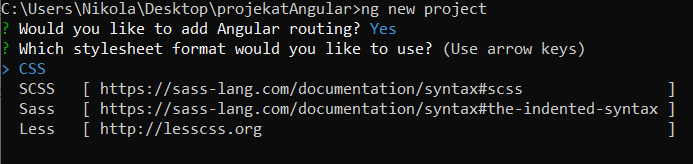 C:\Users\Nikola\Desktop\projekatAngular>ng new project
? Would you like to add Angular routing? Yes
? Which stylesheet format would you like to use? (Use arrow keys)
> CSS
  SCSS   [ https://sass-lang.com/documentation/syntax#scss                ]
  Sass   [ https://sass-lang.com/documentation/syntax#the-indented-syntax ]
  Less   [ http://lesscss.org                                             ]